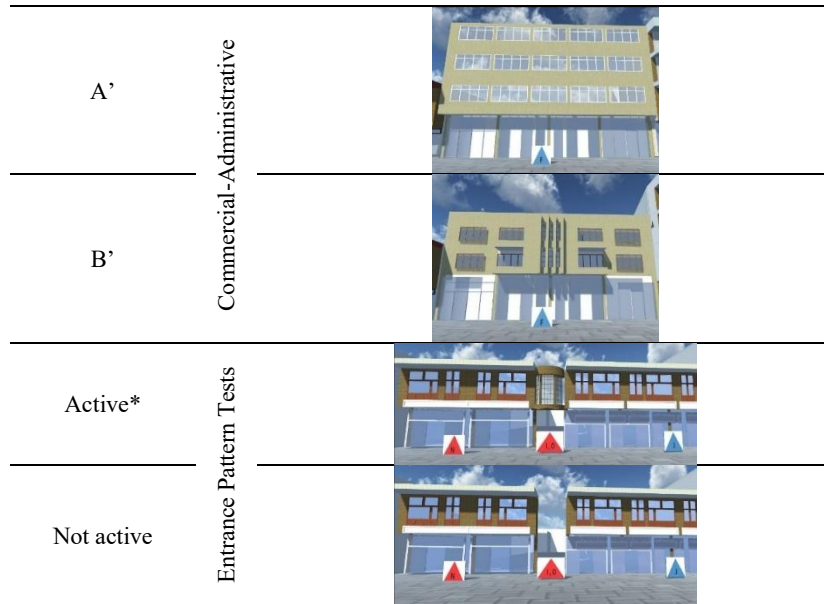 A’
Commercial-Administrative
F
B’
F
Active*
Entrance Pattern Tests
N
Not active
N